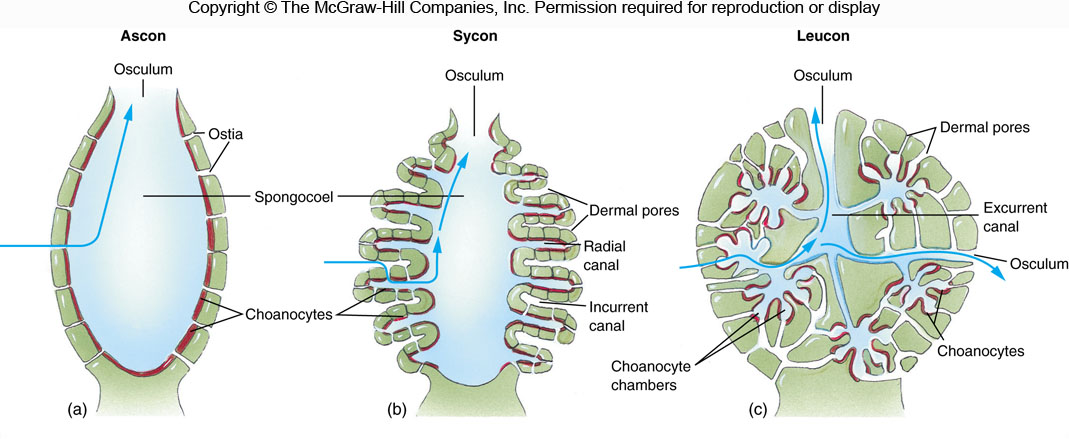 Copyright © The McGraw-Hill Companies, Inc. Permission required for reproduction or display
Ascon
Sycon
Leucon
Osculum
Osculum
Osculum
Ostia
Dermal pores
Spongocoel
Dermal pores
Excurrent
canal
Radial
canal
Osculum
Choanocytes
Incurrent
canal
Choanocyte
chambers
Choanocytes
(a)
(b)
(c)